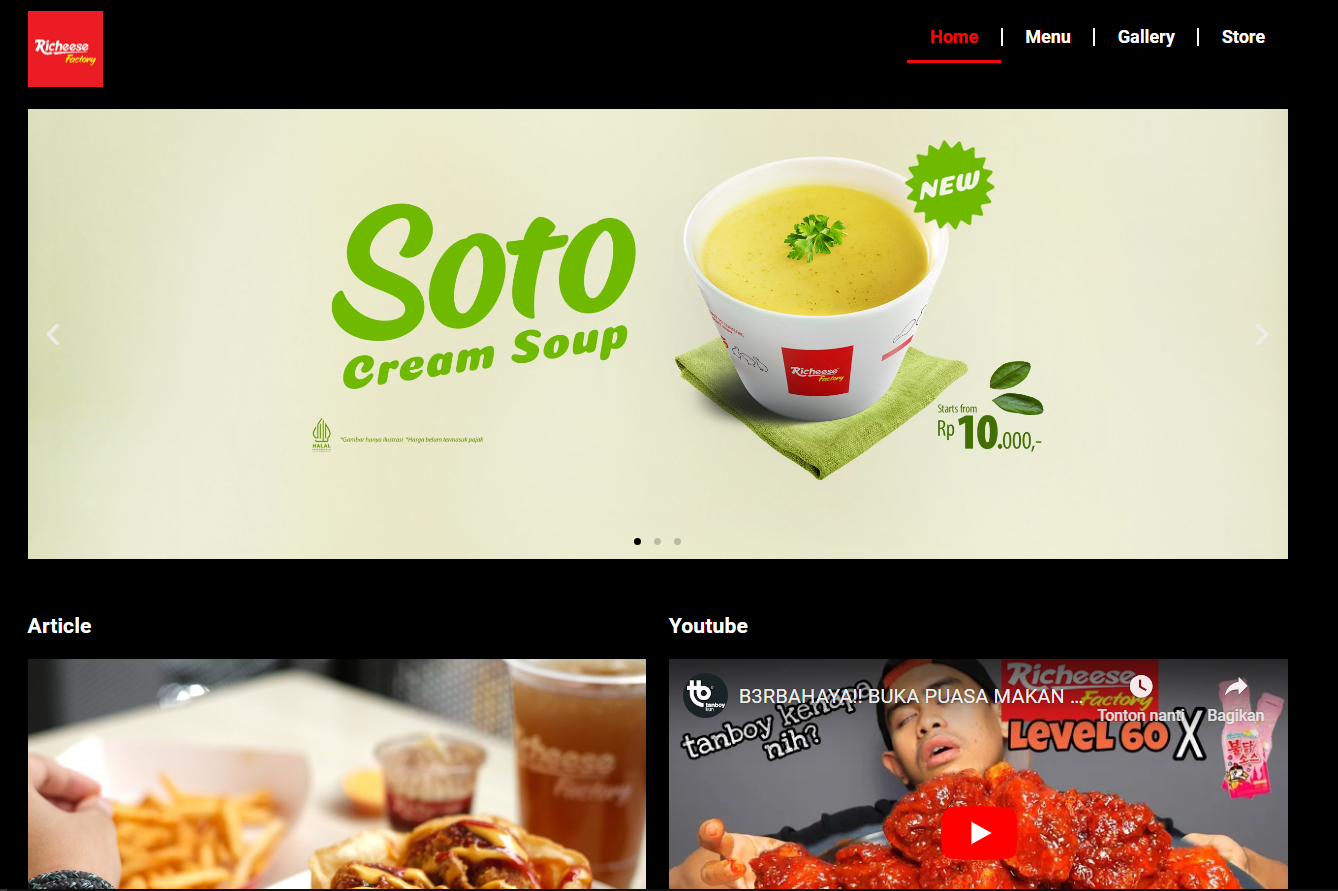 Richeese
Factory
Home
Menu
Gallery
Store
Soto
Cream Soup
NEW
Richeese
Factory
Starts from
Rp 10.000,-
HALAL
*Gambar hanya ilustrasi *Harga belum termasuk pajak
Article
Youtube
Richeese
Factory
tb
tanboy
kun
B3RBAHAYA!! BUKA PUASA MAKAN ...
Tonton nanti
Bagikan
Richeese
Factory
tanboy kenapa
nih?
LEVEL 60 X
불닭
소스